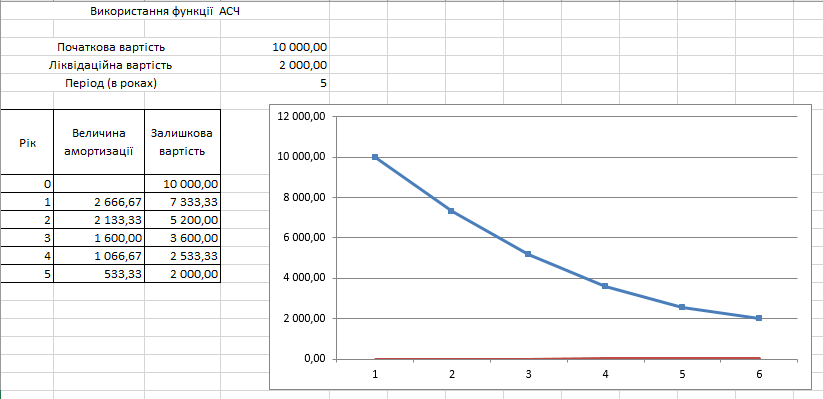 Використання функції АСЧ
Початкова вартість 10 000,00
Ліквідаційна вартість 2 000,00
Період (в роках) 5
Рік Величина амортизації Залишкова вартість
0 10 000,00
1 2 666,67 7 333,33
2 2 133,33 5 200,00
3 1 600,00 3 600,00
4 1 066,67 2 533,33
5 533,33 2 000,00
12 000,00
10 000,00
8 000,00
6 000,00
4 000,00
2 000,00
0,00
1 2 3 4 5 6